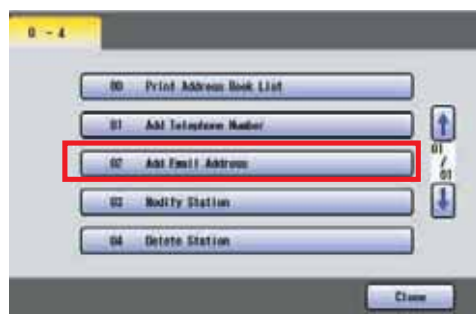 0 - 4
00 Print Address Book List
01 Add Telephone Number
02 Add Email Address
03 Modify Station
04 Delete Station
01
/
01
Close